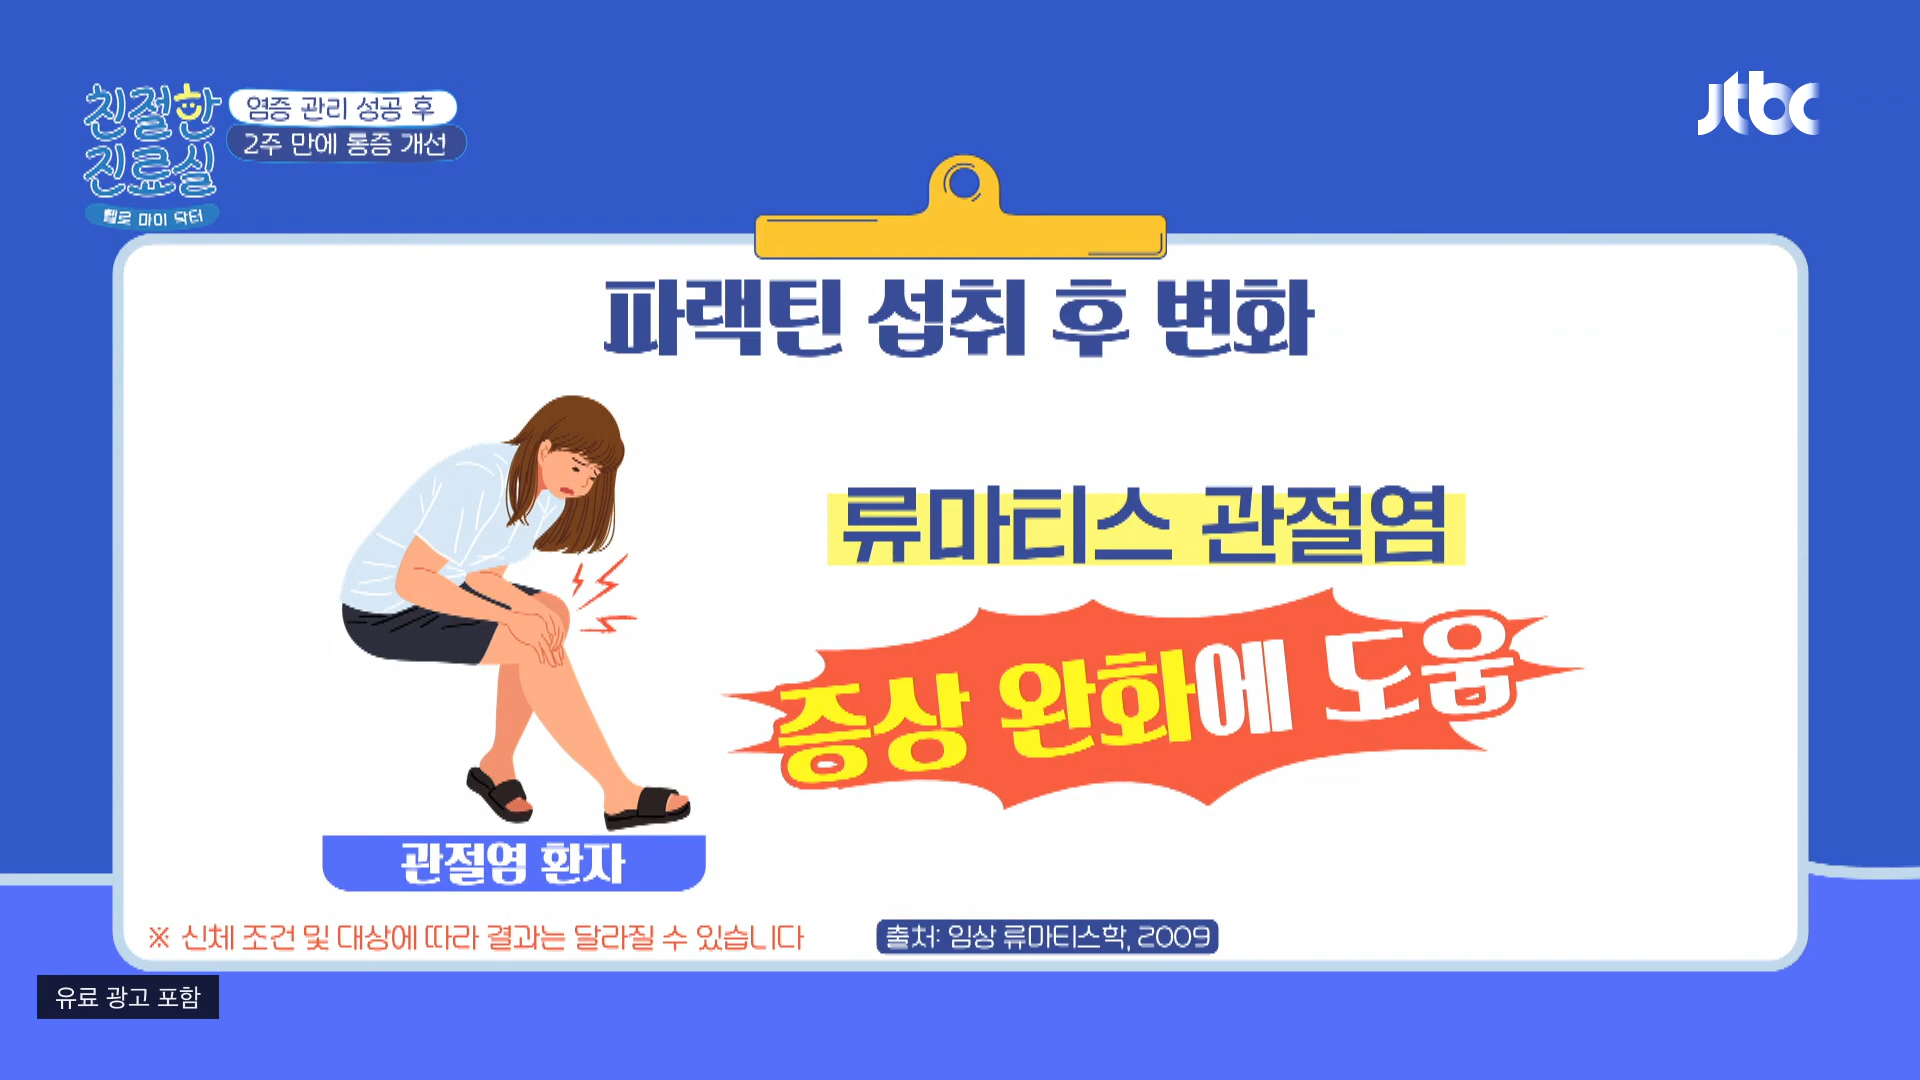 친절한
진료실
헬로 마이 닥터
염증 관리 성공 후
2주 만에 통증 개선
jtbc
파랙틴 섭취 후 변화
류마티스 관절염
증상 완화에 도움
관절염 환자
※ 신체 조건 및 대상에 따라 결과는 달라질 수 있습니다
출처: 임상 류마티스학, 2009
유료 광고 포함